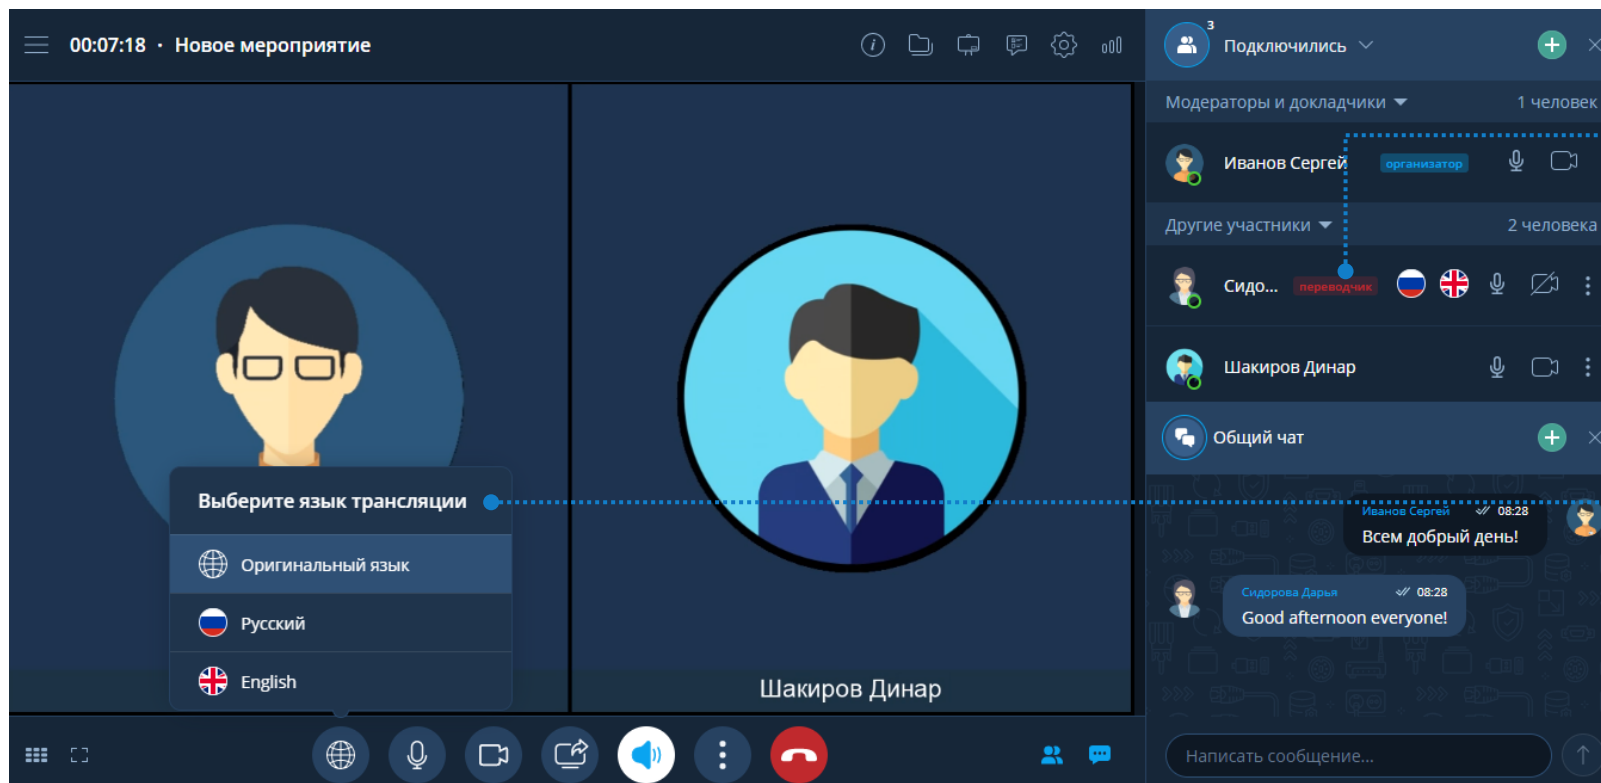 00:07:18 · Новое мероприятие
3
Подключились
Модераторы и докладчики
1 человек
Иванов Сергей
организатор
Другие участники
2 человека
Сидо...
переводчик
Шакиров Динар
Общий чат
Иванов Сергей 08:28
Всем добрый день!
Сидорова Дарья 08:28
Good afternoon everyone!
Написать сообщение...
Выберите язык трансляции
Оригинальный язык
Русский
English
Шакиров Динар